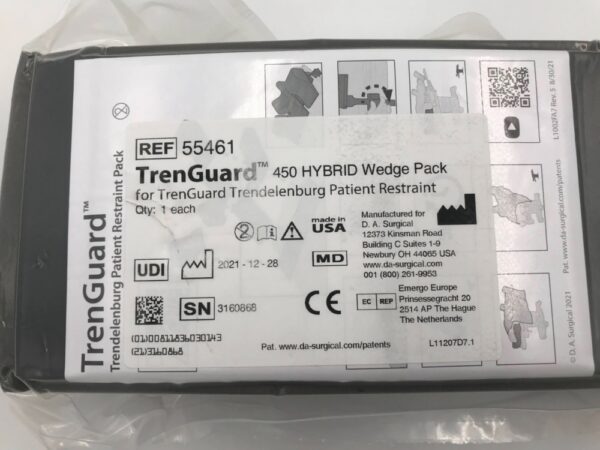 REF 55461
TrenGuard™ 450 HYBRID Wedge Pack
for TrenGuard Trendelenburg Patient Restraint
Qty: 1 each
made in
USA
Manufactured for
D. A. Surgical
12373 Kinsman Road
Building C Suites 1-9
Newbury OH 44065 USA
www.da-surgical.com
001 (800) 261-9953
UDI
2021-12-28
MD
SN 3160868
CE
EC REP
Emergo Europe
Prinsessegracht 20
2514 AP The Hague
The Netherlands
(01)00811836030143
(21)3160868
Pat. www.da-surgical.com/patents
L11207D7.1
TrenGuard™
Trendelenburg Patient Restraint Pack
L1002FA7 Rev. 5 8/30/21
Pat. www.da-surgical.com/patents
© D. A. Surgical 2021